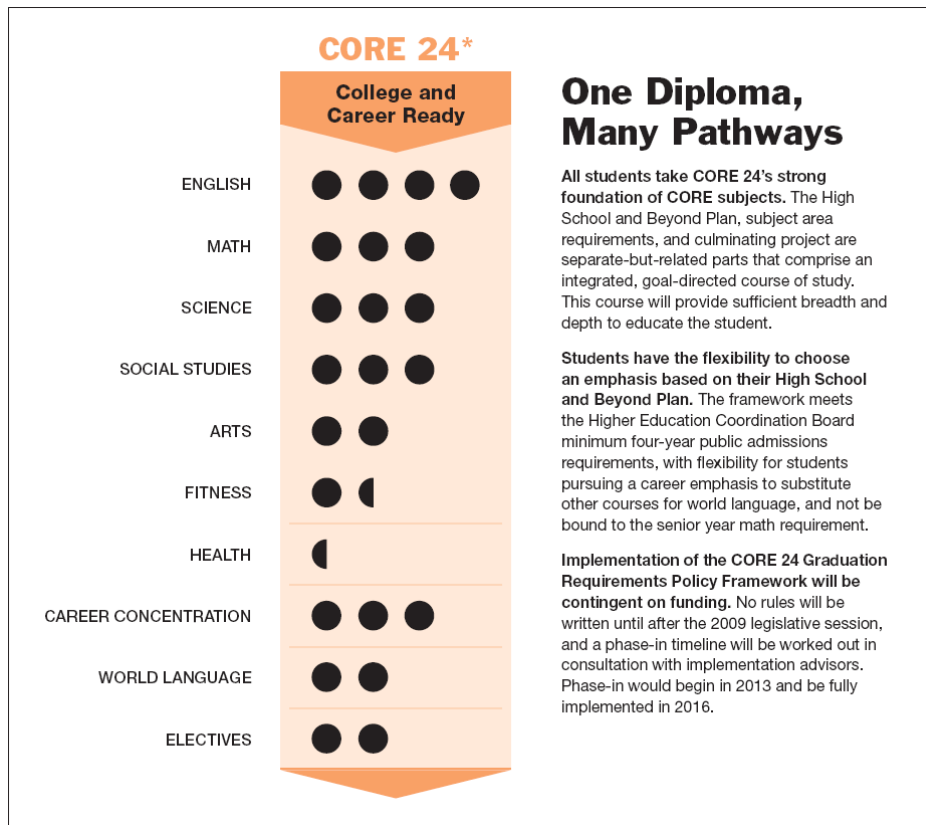 CORE 24*
College and
Career Ready
ENGLISH
MATH
SCIENCE
SOCIAL STUDIES
ARTS
FITNESS
HEALTH
CAREER CONCENTRATION
WORLD LANGUAGE
ELECTIVES
One Diploma,
Many Pathways
All students take CORE 24’s strong
foundation of CORE subjects. The High
School and Beyond Plan, subject area
requirements, and culminating project are
separate-but-related parts that comprise an
integrated, goal-directed course of study.
This course will provide sufficient breadth and
depth to educate the student.
Students have the flexibility to choose
an emphasis based on their High School
and Beyond Plan. The framework meets
the Higher Education Coordination Board
minimum four-year public admissions
requirements, with flexibility for students
pursuing a career emphasis to substitute
other courses for world language, and not be
bound to the senior year math requirement.
Implementation of the CORE 24 Graduation
Requirements Policy Framework will be
contingent on funding. No rules will be
written until after the 2009 legislative session,
and a phase-in timeline will be worked out in
consultation with implementation advisors.
Phase-in would begin in 2013 and be fully
implemented in 2016.